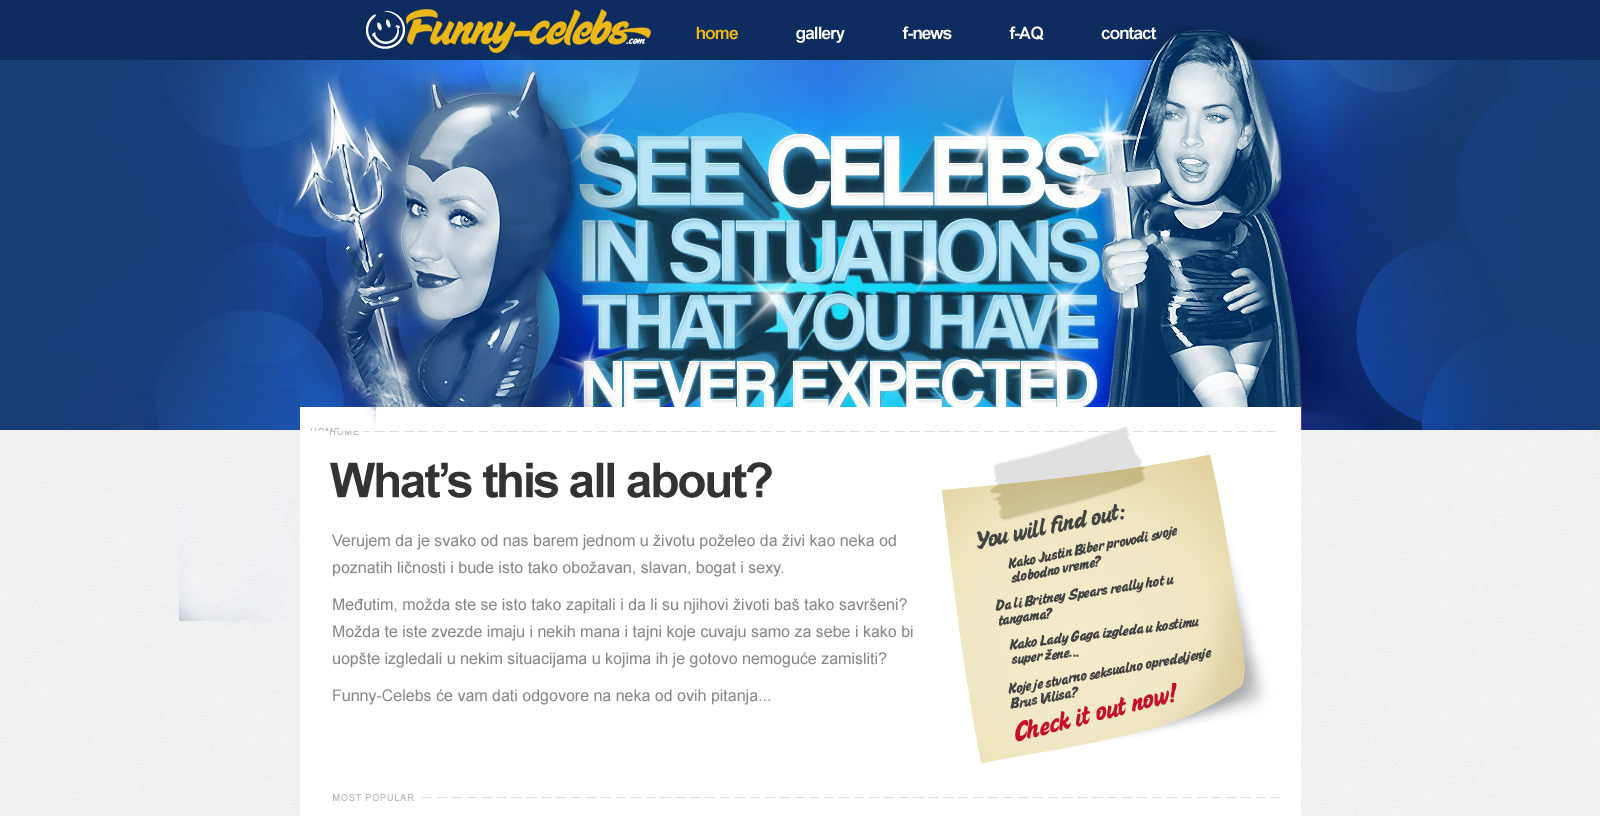 Funny-celebs.com
home gallery f-news f-AQ contact
SEE CELEBS
IN SITUATIONS
THAT YOU HAVE
NEVER EXPECTED
HOME
What's this all about?
Verujem da je svako od nas barem jednom u životu poželeo da živi kao neka od
poznatih ličnosti i bude isto tako obožavan, slavan, bogat i sexy.
Međutim, možda ste se isto tako zapitali i da li su njihovi životi baš tako savršeni?
Možda te iste zvezde imaju i nekih mana i tajni koje cuvaju samo za sebe i kako bi
uopšte izgledali u nekim situacijama u kojima ih je gotovo nemoguće zamisliti?
Funny-Celebs će vam dati odgovore na neka od ovih pitanja...
You will find out:
Kako Justin Biber provodi svoje
slobodno vreme?
Da li Britney Spears really hot u
tangama?
Kako Lady Gaga izgleda u kostimu
super žene...
Koje je stvarno seksualno opredeljenje
Brus Vilisa?
Check it out now!
MOST POPULAR